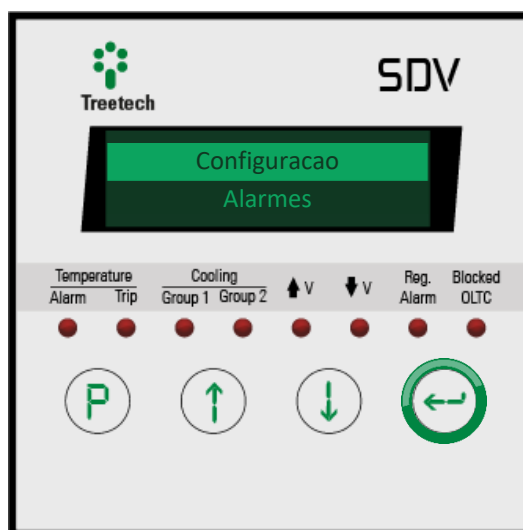 Treetech
SDV
Configuracao
Alarmes
Temperature
Alarm Trip
Cooling
Group 1 Group 2
V
V
Reg.
Alarm
Blocked
OLTC
P